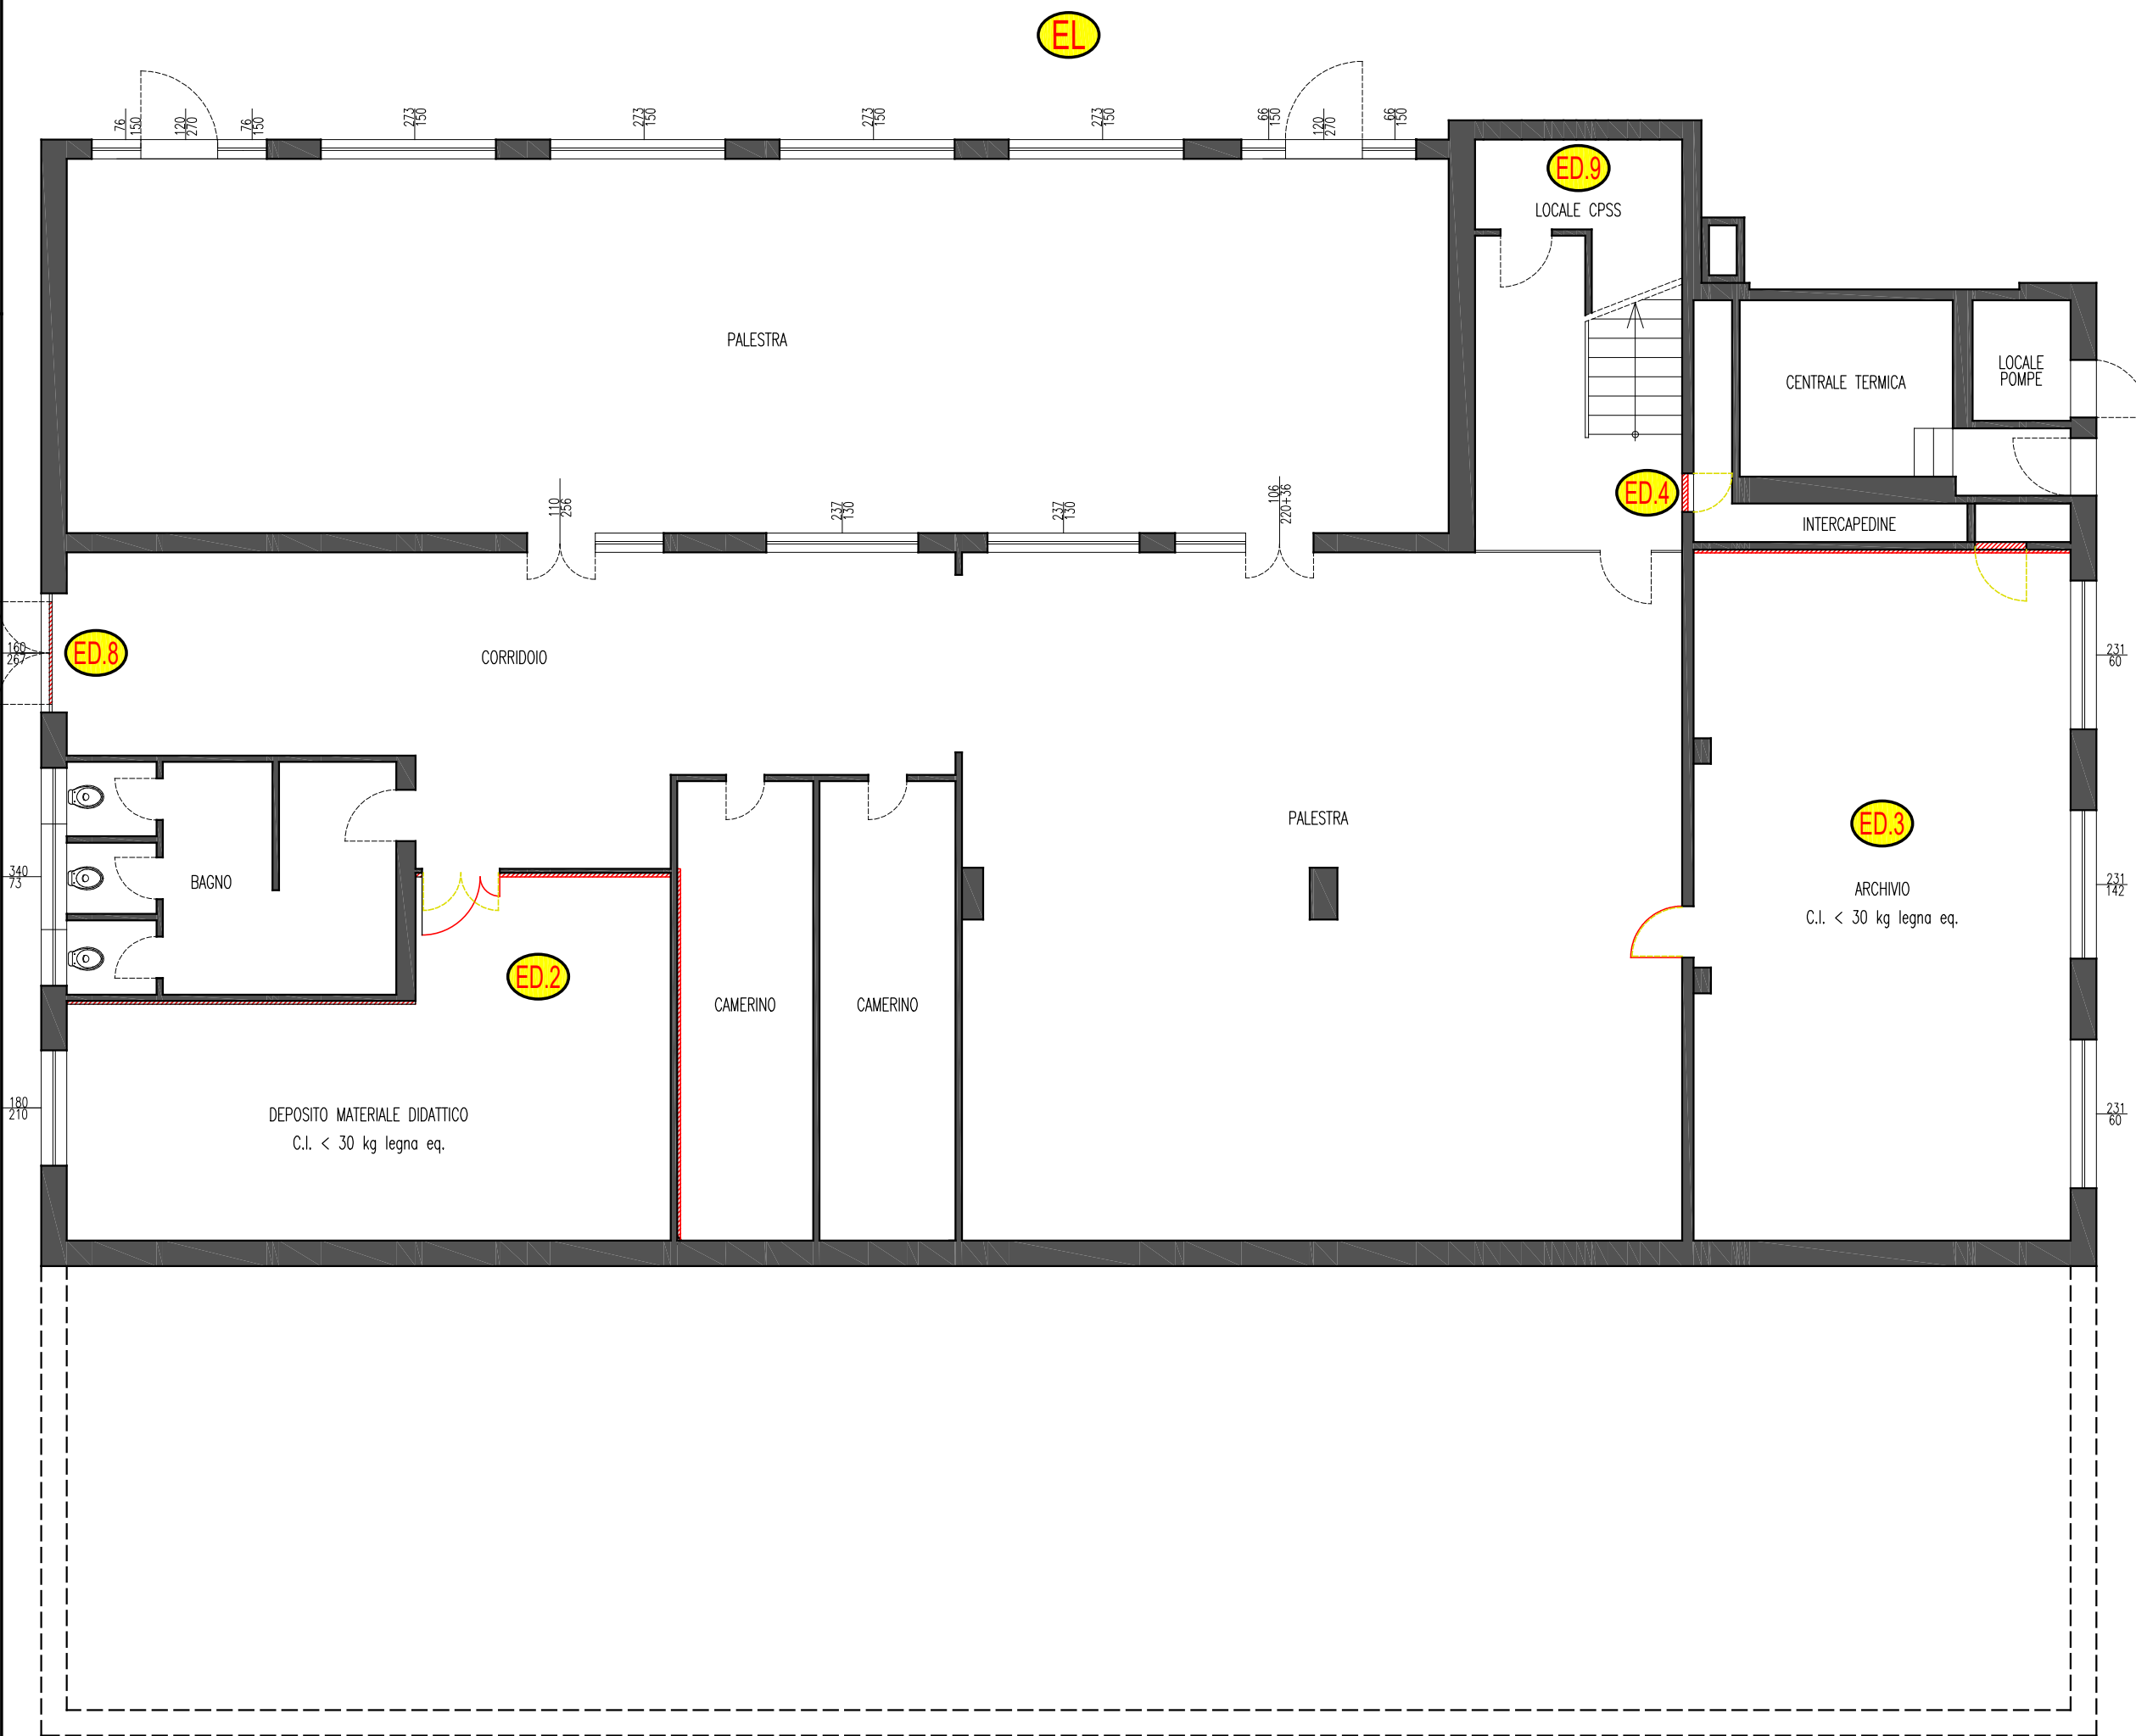 EL
76
150
120
270
76
150
273
150
273
150
273
150
273
150
66
150
120
270
66
150
ED.9
LOCALE CPSS
PALESTRA
LOCALE
POMPE
CENTRALE TERMICA
110
256
237
130
237
130
106
220+36
ED.4
INTERCAPEDINE
160
267
ED.8
CORRIDOIO
231
60
PALESTRA
ED.3
340
73
BAGNO
231
142
ARCHIVIO
C.I. < 30 kg legna eq.
ED.2
CAMERINO
CAMERINO
180
210
DEPOSITO MATERIALE DIDATTICO
C.I. < 30 kg legna eq.
231
60